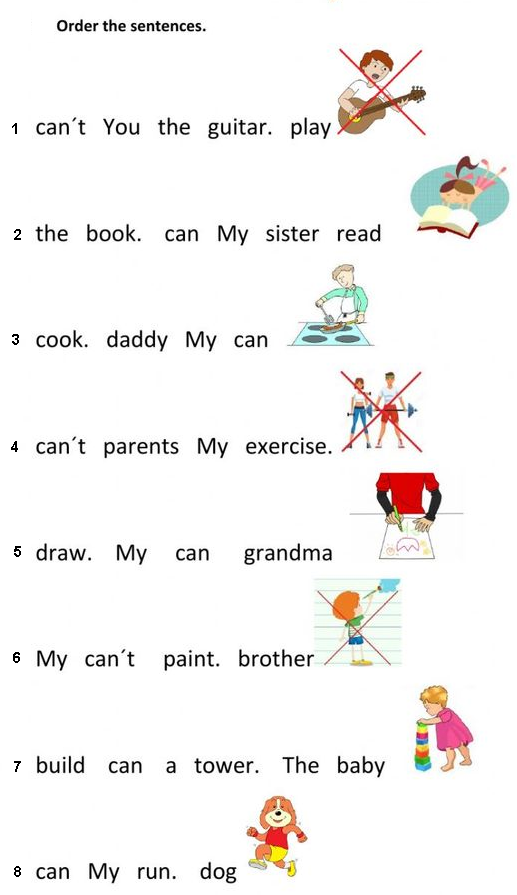 Order the sentences.
1 can´t You the guitar. play
2 the book. can My sister read
3 cook. daddy My can
4 can´t parents My exercise.
5 draw. My can grandma
6 My can´t paint. brother
7 build can a tower. The baby
8 can My run. dog